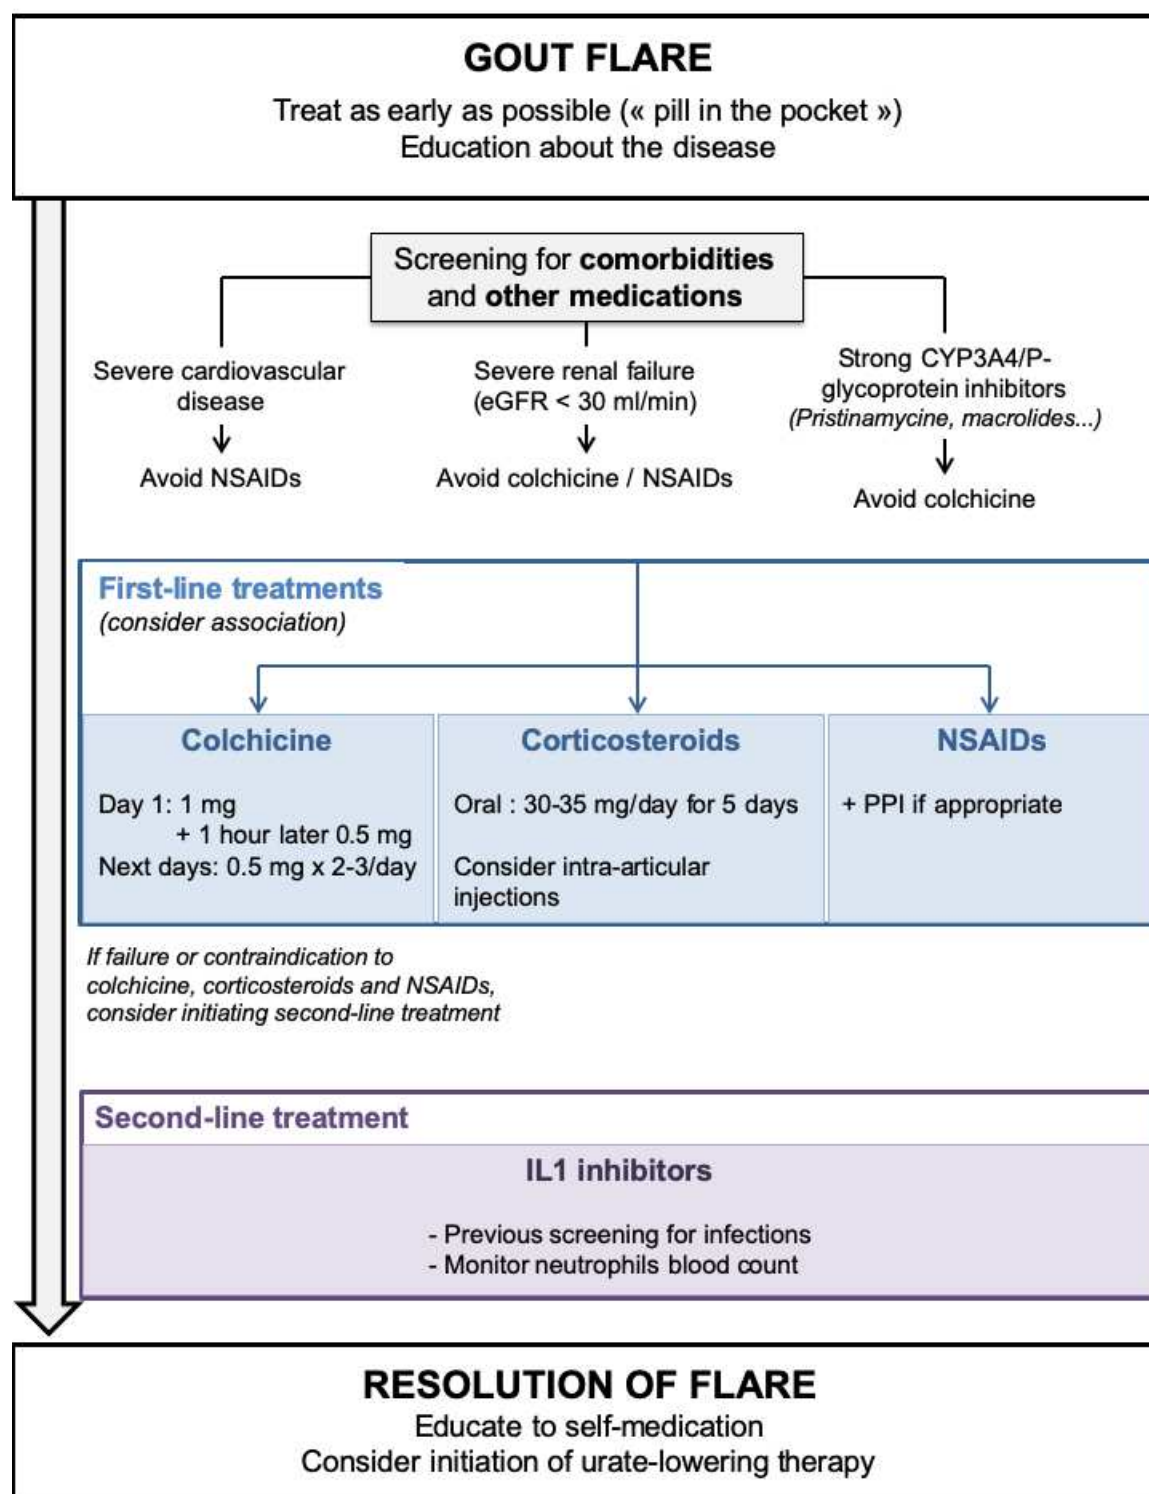 GOUT FLARE
Treat as early as possible (« pill in the pocket »)
Education about the disease
Screening for comorbidities
and other medications
Severe cardiovascular
disease
Avoid NSAIDs
Severe renal failure
(eGFR < 30 ml/min)
Avoid colchicine / NSAIDs
Strong CYP3A4/P-
glycoprotein inhibitors
(Pristinamycine, macrolides...)
Avoid colchicine
First-line treatments
(consider association)
Colchicine
Day 1: 1 mg
+ 1 hour later 0.5 mg
Next days: 0.5 mg x 2-3/day
Corticosteroids
Oral : 30-35 mg/day for 5 days
Consider intra-articular
injections
NSAIDs
+ PPI if appropriate
If failure or contraindication to
colchicine, corticosteroids and NSAIDs,
consider initiating second-line treatment
Second-line treatment
IL1 inhibitors
- Previous screening for infections
- Monitor neutrophils blood count
RESOLUTION OF FLARE
Educate to self-medication
Consider initiation of urate-lowering therapy